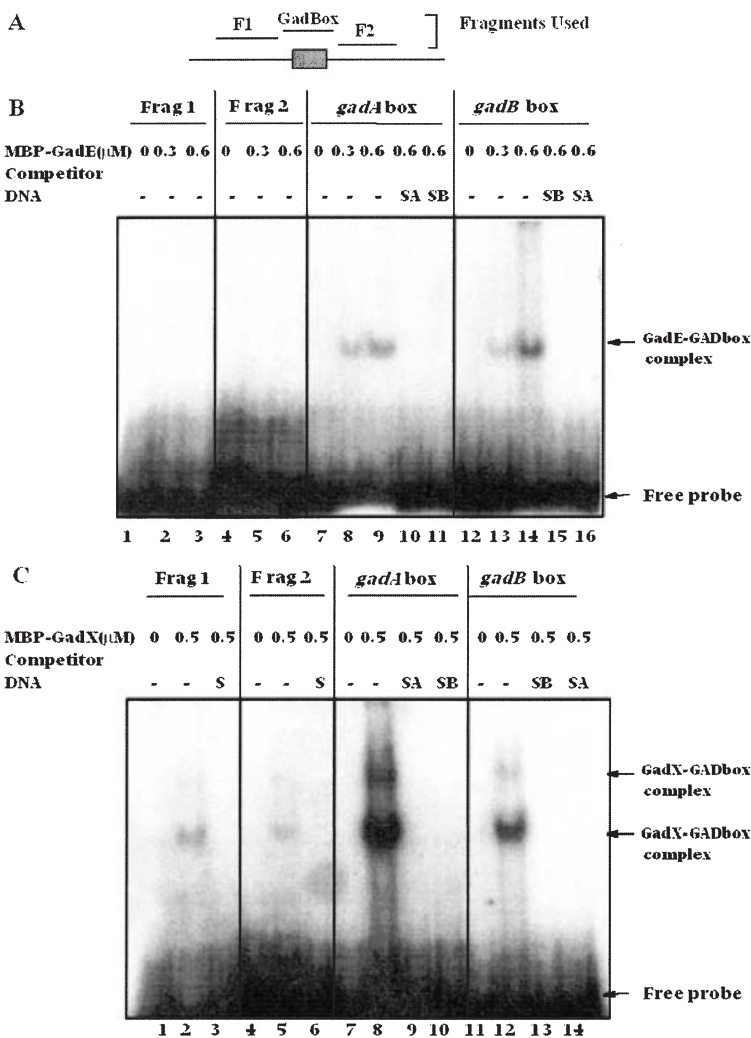 A
F1 GadBox F2 Fragments Used
B
Frag 1 F rag 2 gadA box gadB box
MBP-GadE(µM) 0 0.3 0.6 0 0.3 0.6 0 0.3 0.6 0.6 0.6 0 0.3 0.6 0.6 0.6
Competitor
DNA - - - - - - - - - SA SB - - - SB SA
GadE-GADbox
complex
Free probe
1 2 3 4 5 6 7 8 9 10 11 12 13 14 15 16
C
Frag 1 F rag 2 gadA box gadB box
MBP-GadX(µM) 0 0.5 0.5 0 0.5 0.5 0 0.5 0.5 0.5 0 0.5 0.5 0.5
Competitor
DNA - - S - - S - - SA SB - - SB SA
GadX-GADbox
complex
GadX-GADbox
complex
Free probe
1 2 3 4 5 6 7 8 9 10 11 12 13 14